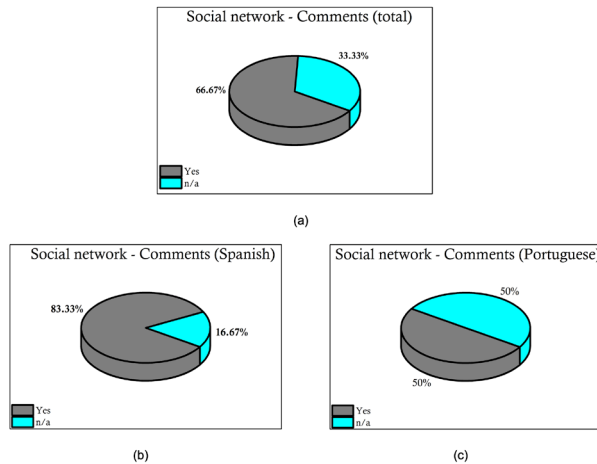 Social network - Comments (total)
33.33%
66.67%
Yes
n/a
(a)
Social network - Comments (Spanish)
83.33%
16.67%
Yes
n/a
(b)
Social network - Comments (Portuguese)
50%
50%
Yes
n/a
(c)